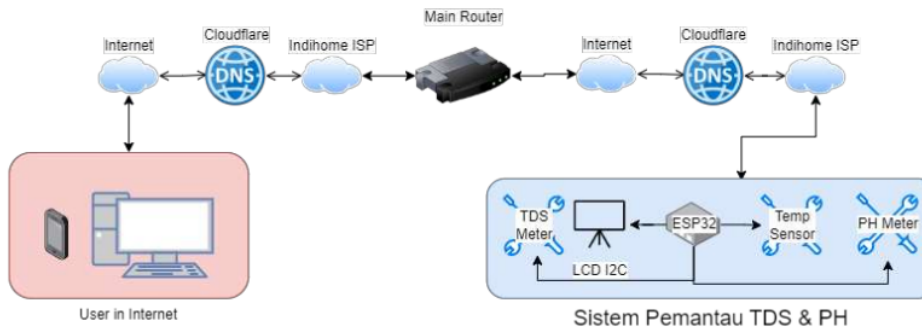 Main Router
Internet
Cloudflare
DNS
Indihome ISP
Internet
Cloudflare
DNS
Indihome ISP
TDS
Meter
LCD I2C
ESP32
Temp
Sensor
PH Meter
User in Internet
Sistem Pemantau TDS & PH